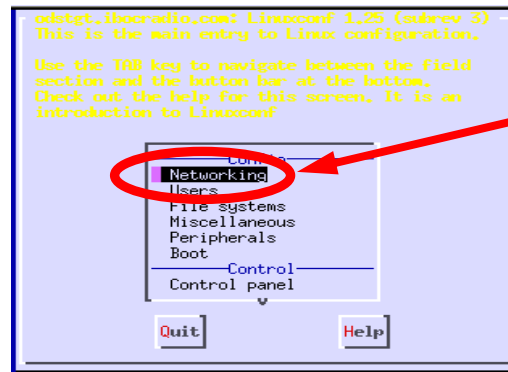 odstgt.ibocradio.com: Linuxconf 1.25 (subrev 3)
This is the main entry to Linux configuration.
Use the TAB key to navigate between the field
section and the button bar at the bottom.
Check out the help for this screen. It is an
introduction to Linuxconf
Config
Networking
Users
File systems
Miscellaneous
Peripherals
Boot
Control
Control panel
Quit Help